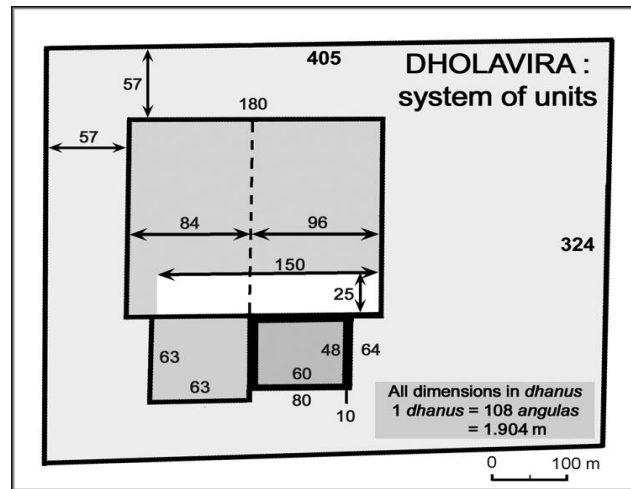 405
DHOLAVIRA :
system of units
57
180
57
84
96
324
150
25
63
48
64
63
60
80
10
All dimensions in dhanus
1 dhanus = 108 angulas
= 1.904 m
0 100 m